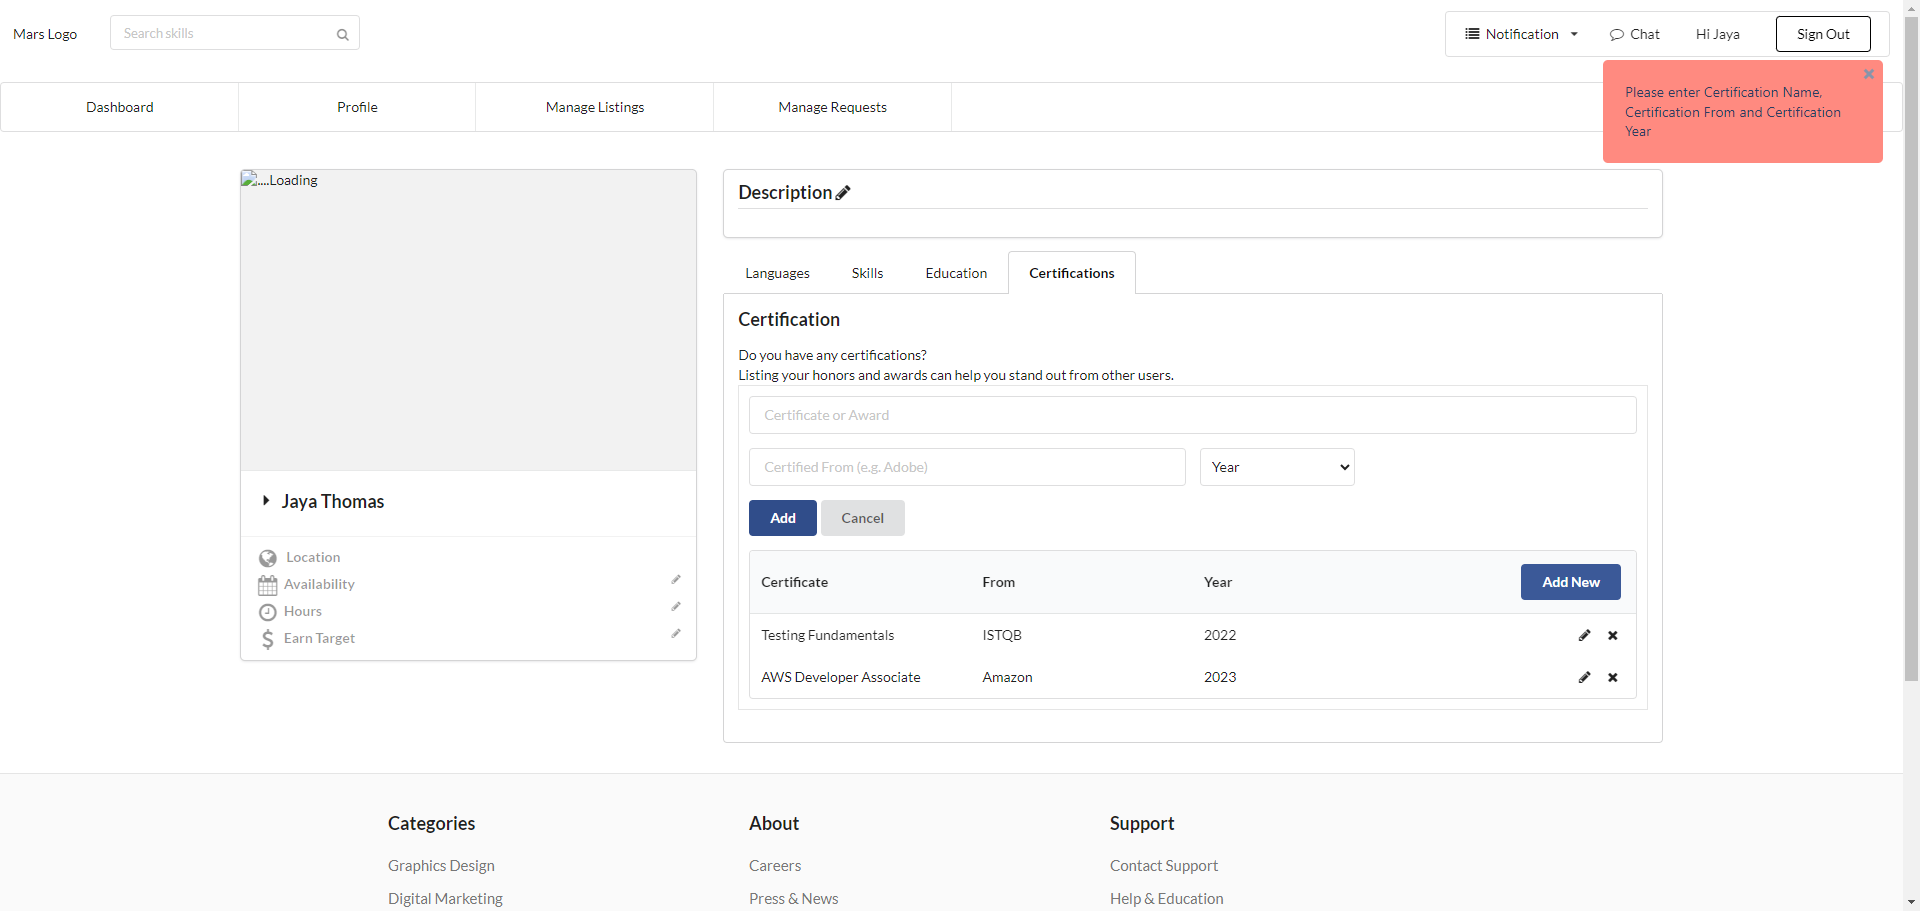 Mars Logo
Search skills
Notification
Chat
Hi Jaya
Sign Out
Please enter Certification Name,
Certification From and Certification
Year
Dashboard
Profile
Manage Listings
Manage Requests
....Loading
Jaya Thomas
Location
Availability
Hours
Earn Target
Description
Languages
Skills
Education
Certifications
Certification
Do you have any certifications?
Listing your honors and awards can help you stand out from other users.
Certificate or Award
Certified From (e.g. Adobe)
Year
Add
Cancel
Certificate From Year Add New
Testing Fundamentals ISTQB 2022
AWS Developer Associate Amazon 2023
Categories
Graphics Design
Digital Marketing
About
Careers
Press & News
Support
Contact Support
Help & Education